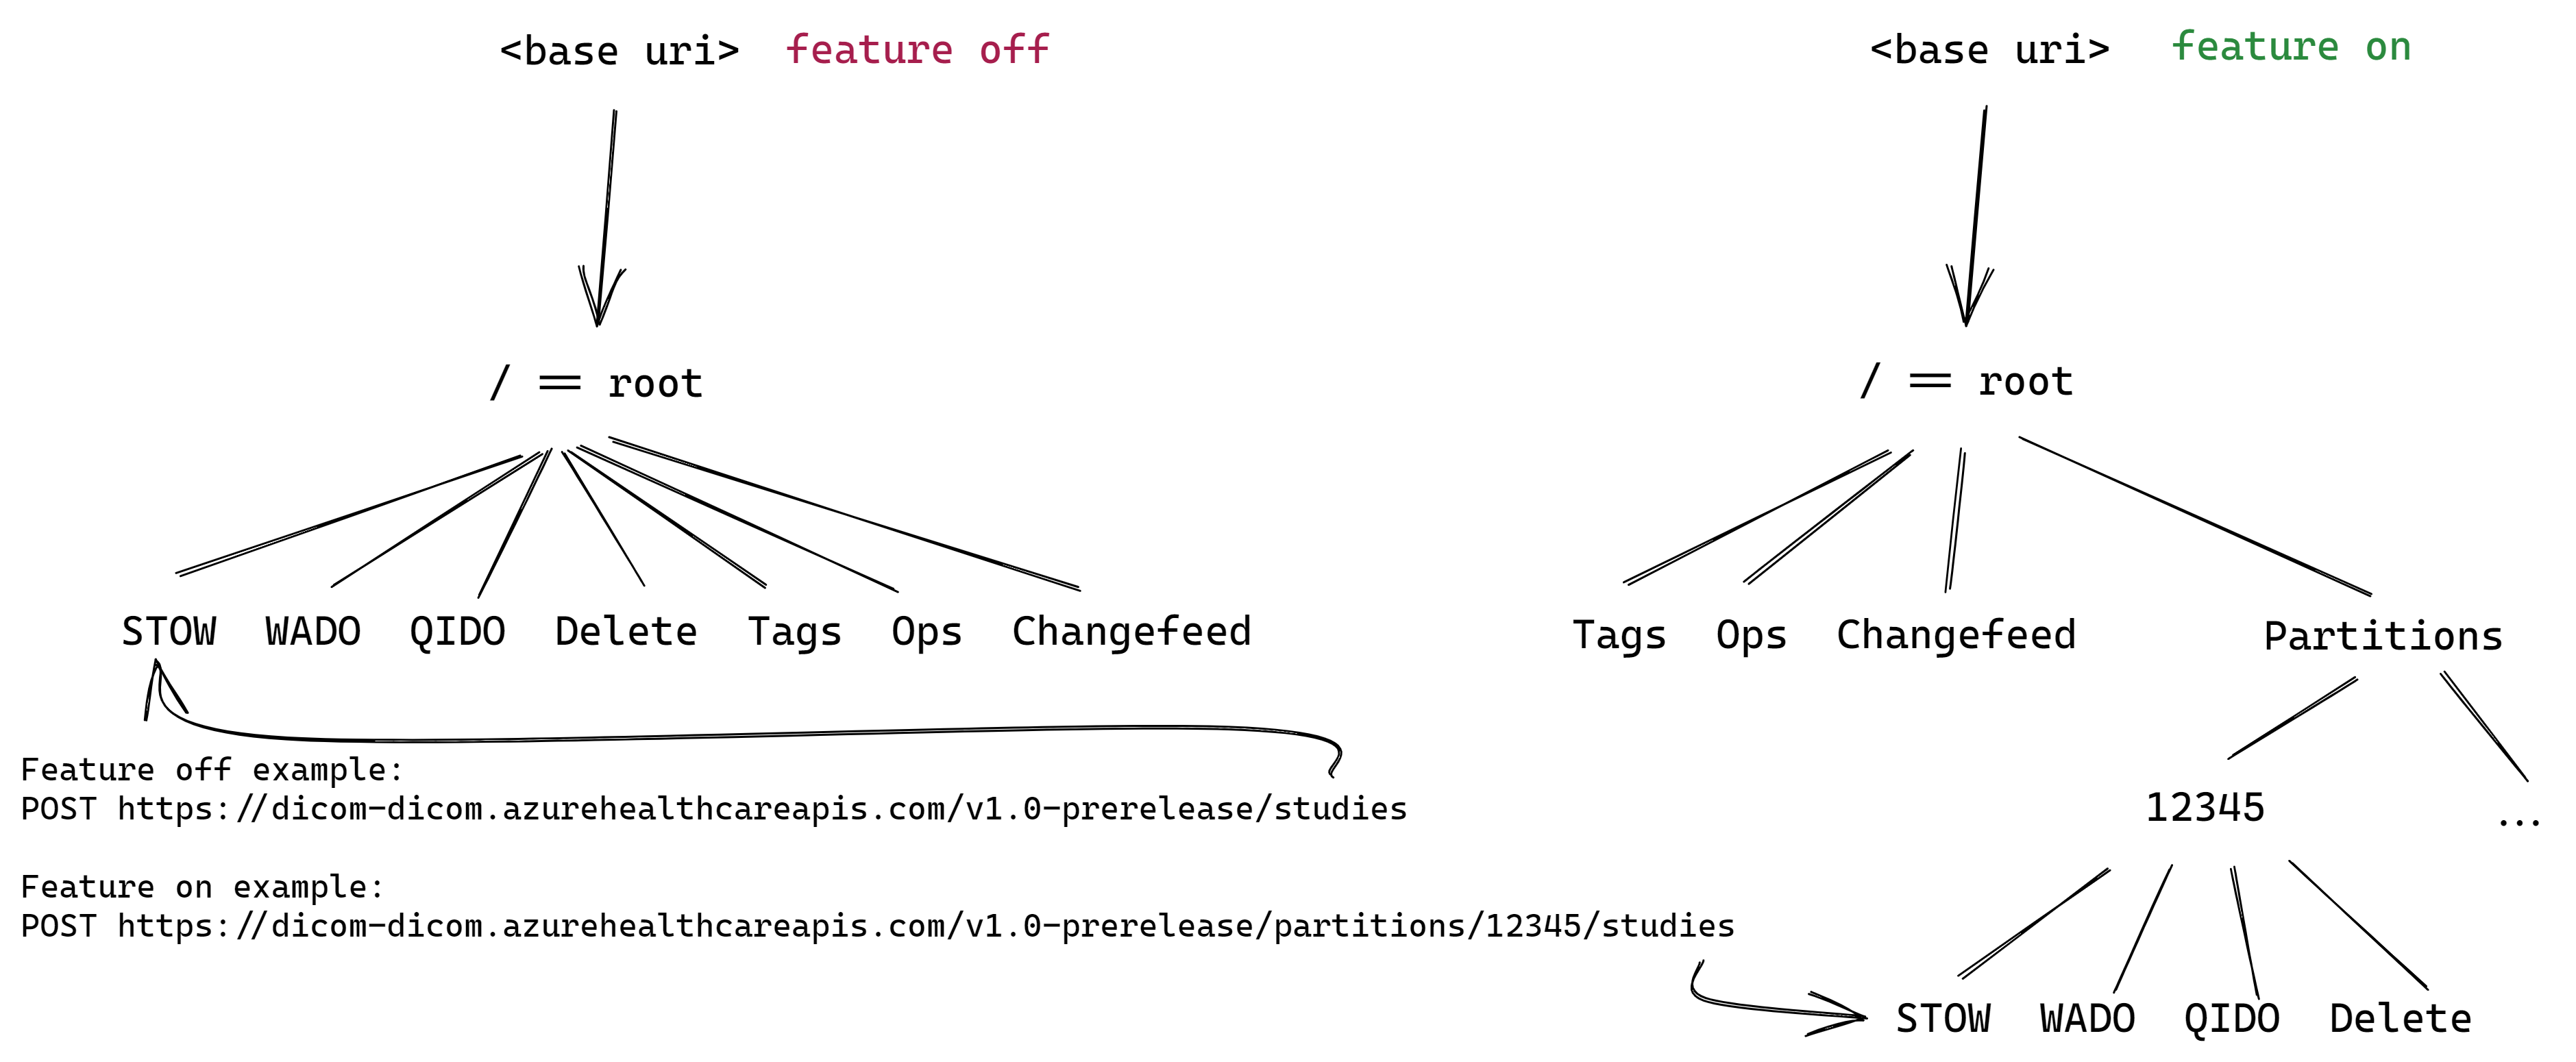 <base uri> feature off
/ == root
STOW WADO QIDO Delete Tags Ops Changefeed
Feature off example:
POST https://dicom-dicom.azurehealthcareapis.com/v1.0-prerelease/studies
Feature on example:
POST https://dicom-dicom.azurehealthcareapis.com/v1.0-prerelease/partitions/12345/studies
<base uri> feature on
/ == root
Tags Ops Changefeed Partitions
12345 ...
STOW WADO QIDO Delete